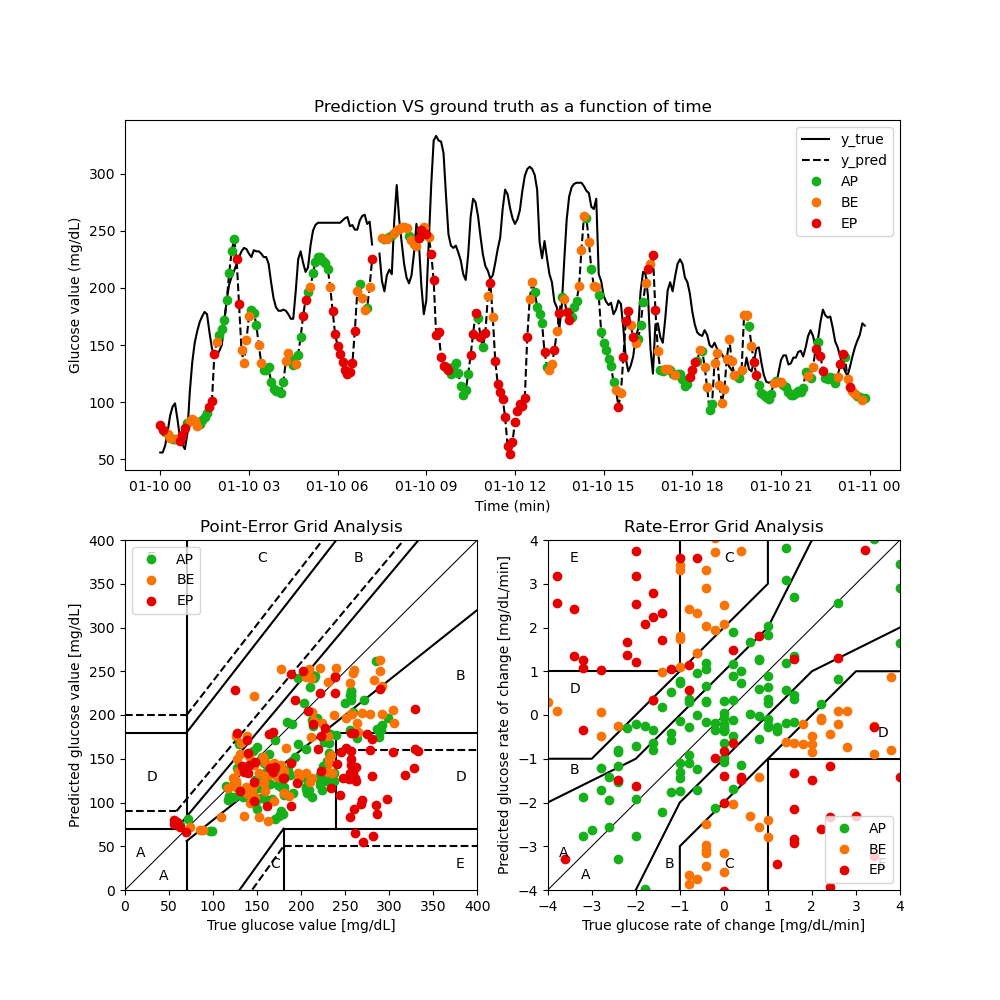 Prediction VS ground truth as a function of time
Glucose value (mg/dL)
300
250
200
150
100
50
y_true
y_pred
AP
BE
EP
01-10 00 01-10 03 01-10 06 01-10 09 01-10 12 01-10 15 01-10 18 01-10 21 01-11 00
Time (min)
Point-Error Grid Analysis
Predicted glucose value [mg/dL]
400
350
300
250
200
150
100
50
0
AP
BE
EP
C
B
B
D
D
A
A
C
E
0 50 100 150 200 250 300 350 400
True glucose value [mg/dL]
Rate-Error Grid Analysis
Predicted glucose rate of change [mg/dL/min]
4
3
2
1
0
−1
−2
−3
−4
E
C
D
D
B
A
A
B
C
AP
BE
EP
−4 −3 −2 −1 0 1 2 3 4
True glucose rate of change [mg/dL/min]